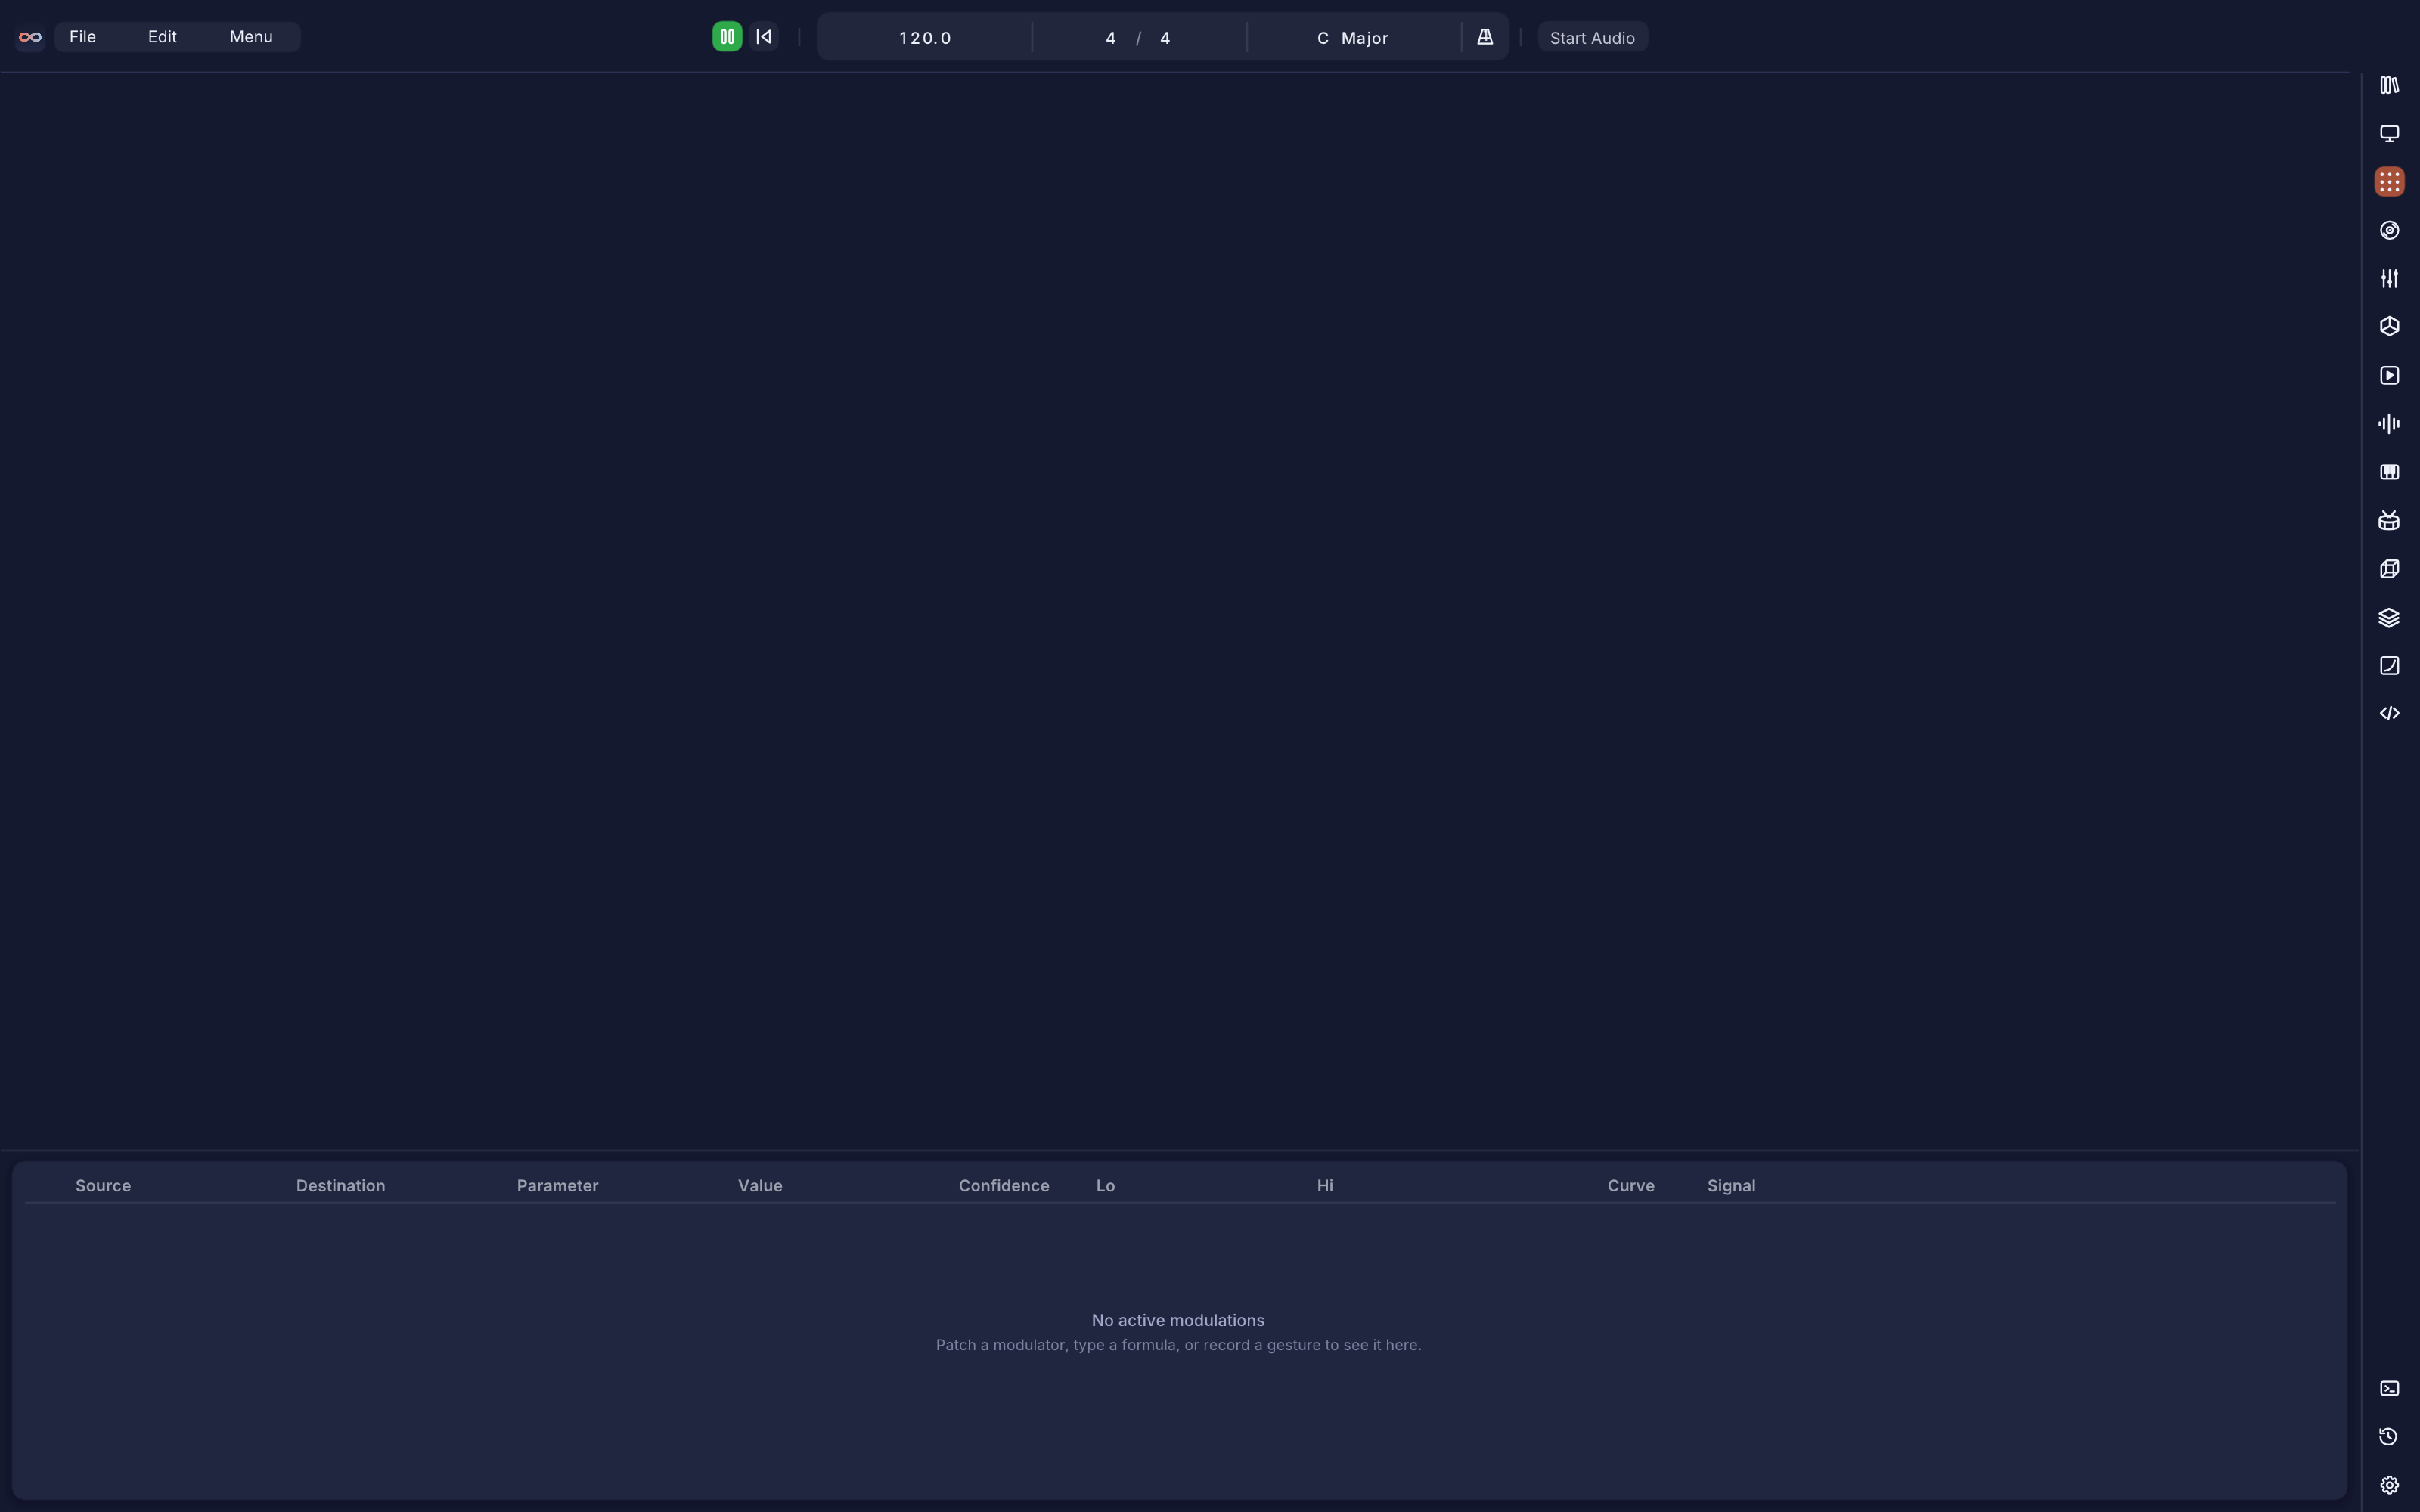 File Edit Menu 120.0 4 / 4 C Major Start Audio
Source Destination Parameter Value Confidence Lo Hi Curve Signal
No active modulations
Patch a modulator, type a formula, or record a gesture to see it here.